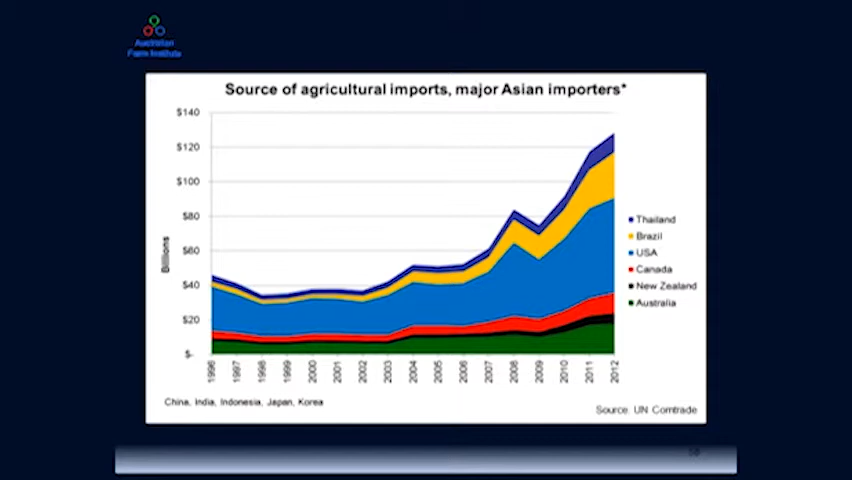 Australian
Farm Institute
Source of agricultural imports, major Asian importers*
$140
$120
$100
$80
$60
$40
$20
$-
Billions
1996
1997
1998
1999
2000
2001
2002
2003
2004
2005
2006
2007
2008
2009
2010
2011
2012
Thailand
Brazil
USA
Canada
New Zealand
Australia
China, India, Indonesia, Japan, Korea
Source: UN Comtrade